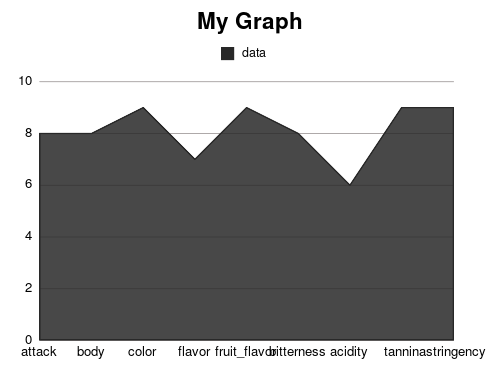 My Graph
data
10
8
6
4
2
0
attack body color flavor fruit_flavor bitterness acidity tannin astringency